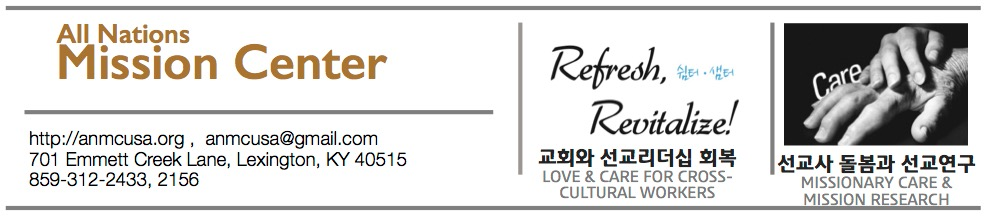 All Nations
Mission Center
http://anmcusa.org , anmcusa@gmail.com
701 Emmett Creek Lane, Lexington, KY 40515
859-312-2433, 2156
Refresh, 쉼터 · 샘터
Revitalize!
교회와 선교리더십 회복
LOVE & CARE FOR CROSS-
CULTURAL WORKERS
Care
선교사 돌봄과 선교연구
MISSIONARY CARE &
MISSION RESEARCH